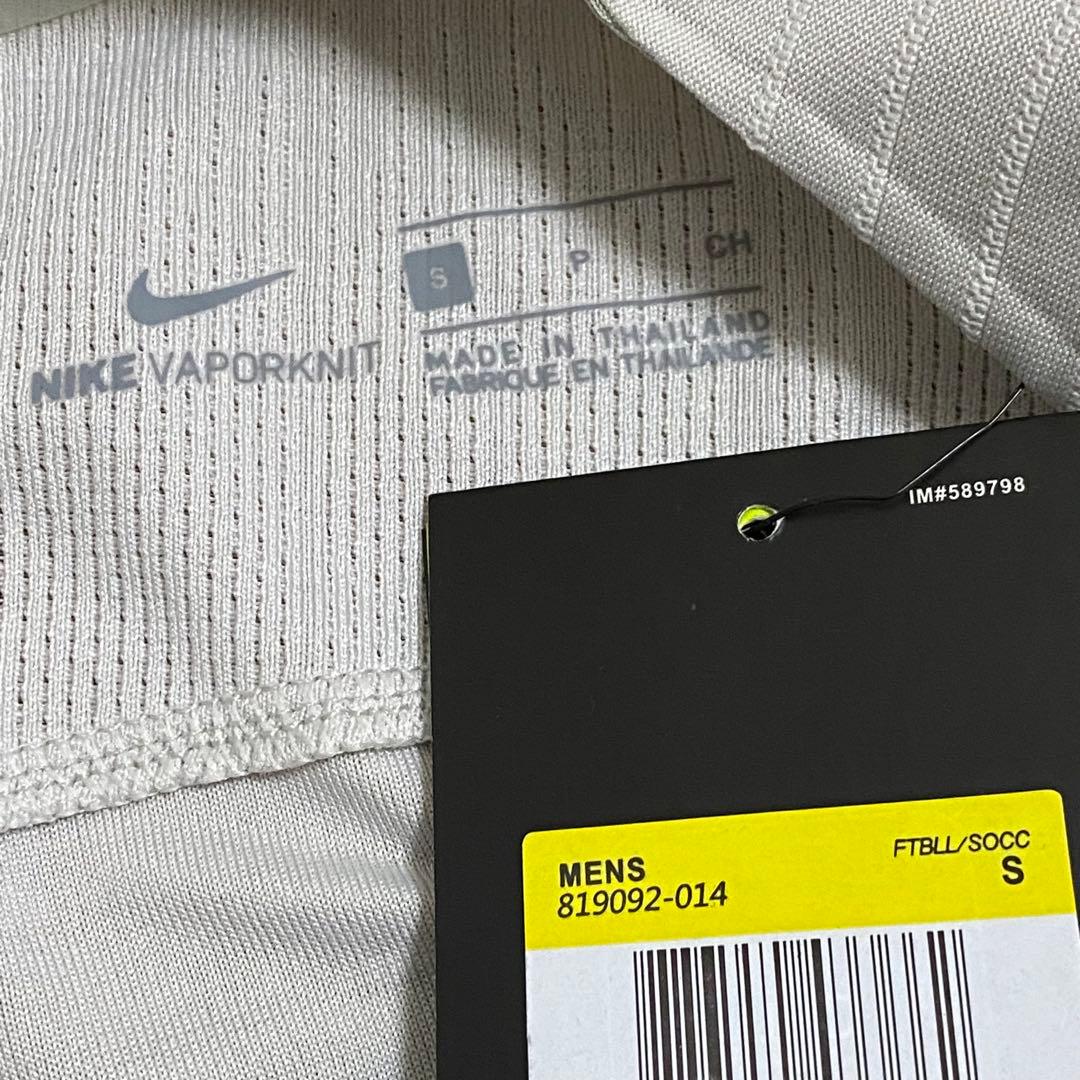 S P CH
NIKE VAPORKNIT
MADE IN THAILAND
FABRIQUE EN THAILANDE
IM#589798
MENS FTBLL/SOCC
819092-014 S